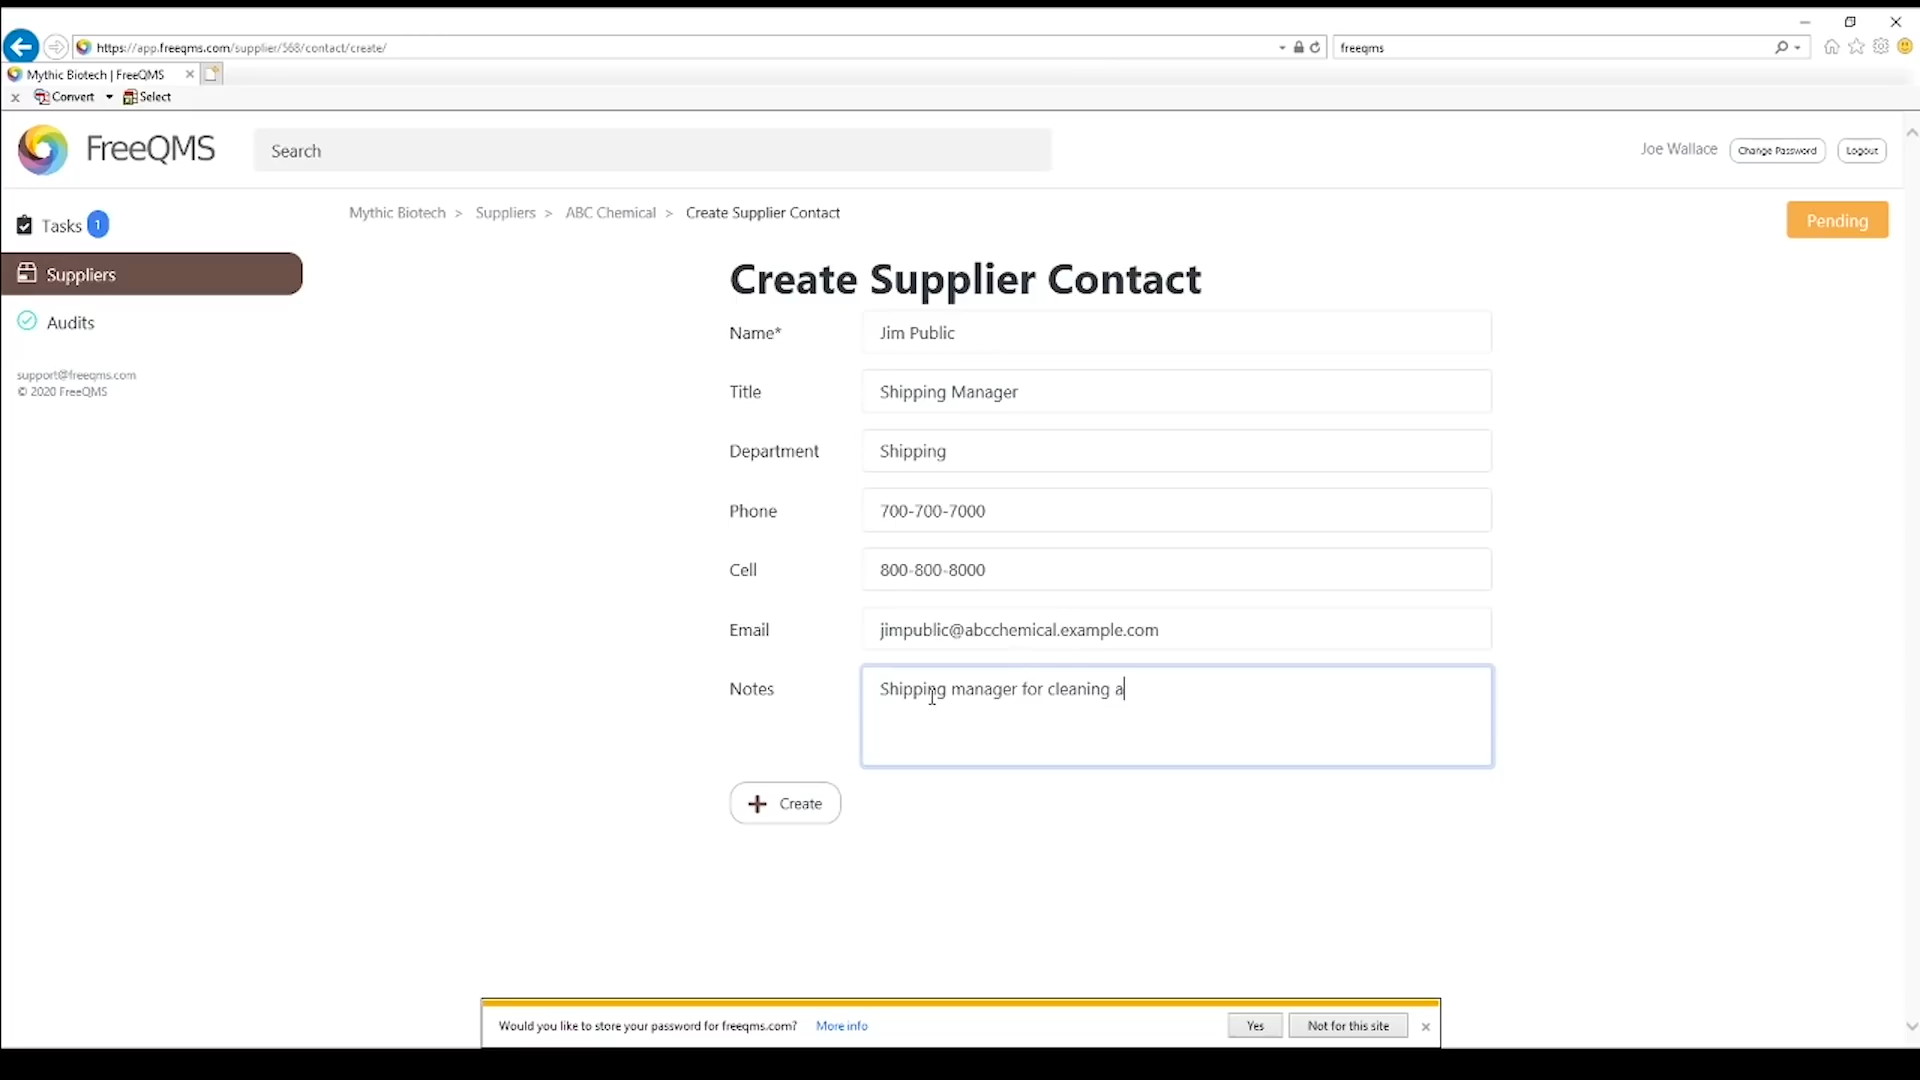 https://app.freeqms.com/supplier/568/contact/create/
freeqms
Mythic Biotech | FreeQMS
Convert
Select
FreeQMS
Search
Joe Wallace
Change Password
Logout
Tasks 1
Mythic Biotech > Suppliers > ABC Chemical > Create Supplier Contact
Pending
Suppliers
Audits
support@freeqms.com
© 2020 FreeQMS
Create Supplier Contact
Name* Jim Public
Title Shipping Manager
Department Shipping
Phone 700-700-7000
Cell 800-800-8000
Email jimpublic@abcchemical.example.com
Notes Shipping manager for cleaning a
Create
Would you like to store your password for freeqms.com? More info Yes Not for this site